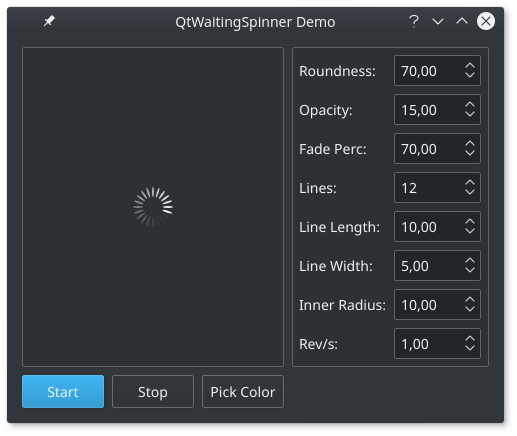 QtWaitingSpinner Demo
Roundness: 70,00
Opacity: 15,00
Fade Perc: 70,00
Lines: 12
Line Length: 10,00
Line Width: 5,00
Inner Radius: 10,00
Rev/s: 1,00
Start Stop Pick Color